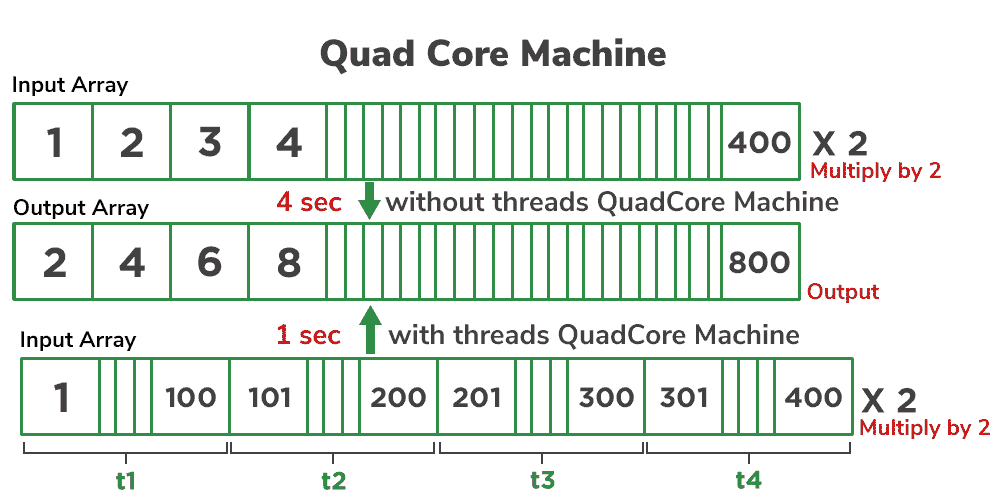 Quad Core Machine
Input Array
1 2 3 4 400 X 2
Multiply by 2
4 sec without threads QuadCore Machine
Output Array
2 4 6 8 800
Output
1 sec with threads QuadCore Machine
Input Array
1 100 101 200 201 300 301 400 X 2
Multiply by 2
t1 t2 t3 t4